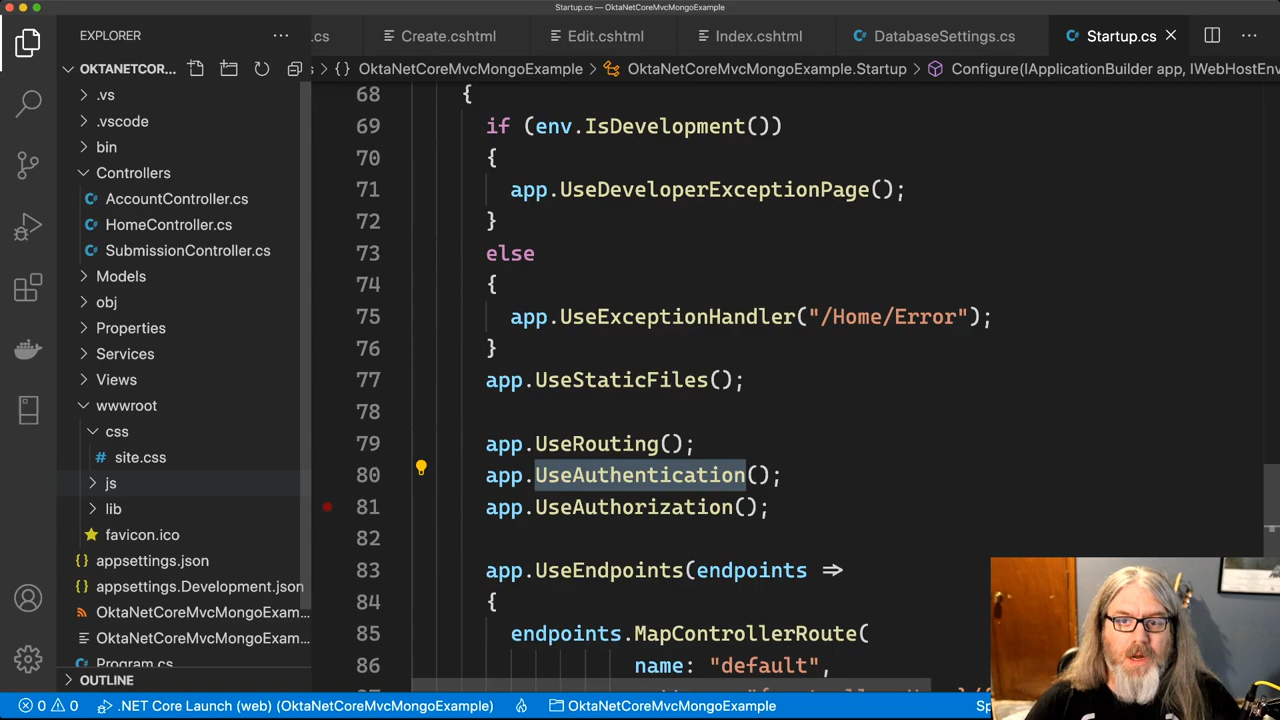 Startup.cs — OktaNetCoreMvcMongoExample
EXPLORER
.cs
Create.cshtml
Edit.cshtml
Index.cshtml
DatabaseSettings.cs
Startup.cs
OKTANETCOR...
{} OktaNetCoreMvcMongoExample
OktaNetCoreMvcMongoExample.Startup
Configure(IApplicationBuilder app, IWebHostEnv
.vs
.vscode
bin
Controllers
AccountController.cs
HomeController.cs
SubmissionController.cs
Models
obj
Properties
Services
Views
wwwroot
css
# site.css
js
lib
favicon.ico
{} appsettings.json
{} appsettings.Development.json
OktaNetCoreMvcMongoExam...
OktaNetCoreMvcMongoExam...
Program.cs
OUTLINE
68 {
69 if (env.IsDevelopment())
70 {
71 app.UseDeveloperExceptionPage();
72 }
73 else
74 {
75 app.UseExceptionHandler("/Home/Error");
76 }
77 app.UseStaticFiles();
78
79 app.UseRouting();
80 app.UseAuthentication();
81 app.UseAuthorization();
82
83 app.UseEndpoints(endpoints =>
84 {
85 endpoints.MapControllerRoute(
86 name: "default",
0 0 .NET Core Launch (web) (OktaNetCoreMvcMongoExample)
OktaNetCoreMvcMongoExample
Sp